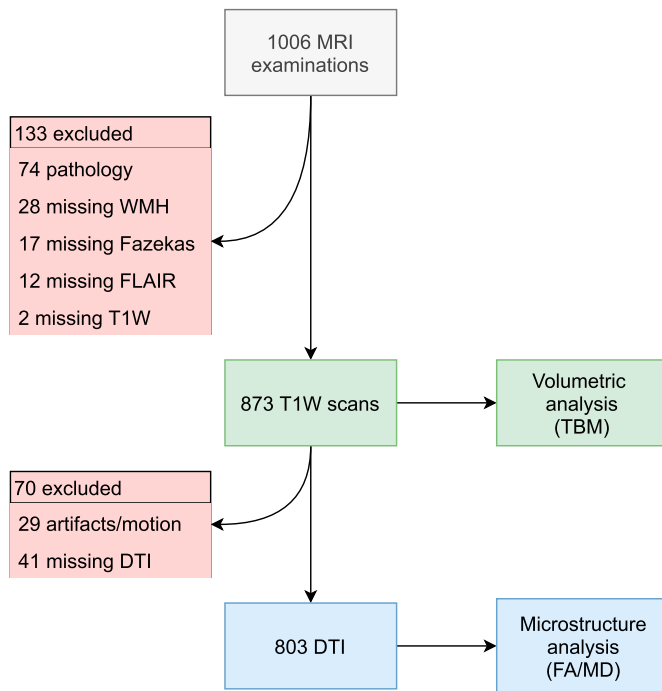 1006 MRI
examinations
133 excluded
74 pathology
28 missing WMH
17 missing Fazekas
12 missing FLAIR
2 missing T1W
873 T1W scans
Volumetric
analysis
(TBM)
70 excluded
29 artifacts/motion
41 missing DTI
803 DTI
Microstructure
analysis
(FA/MD)